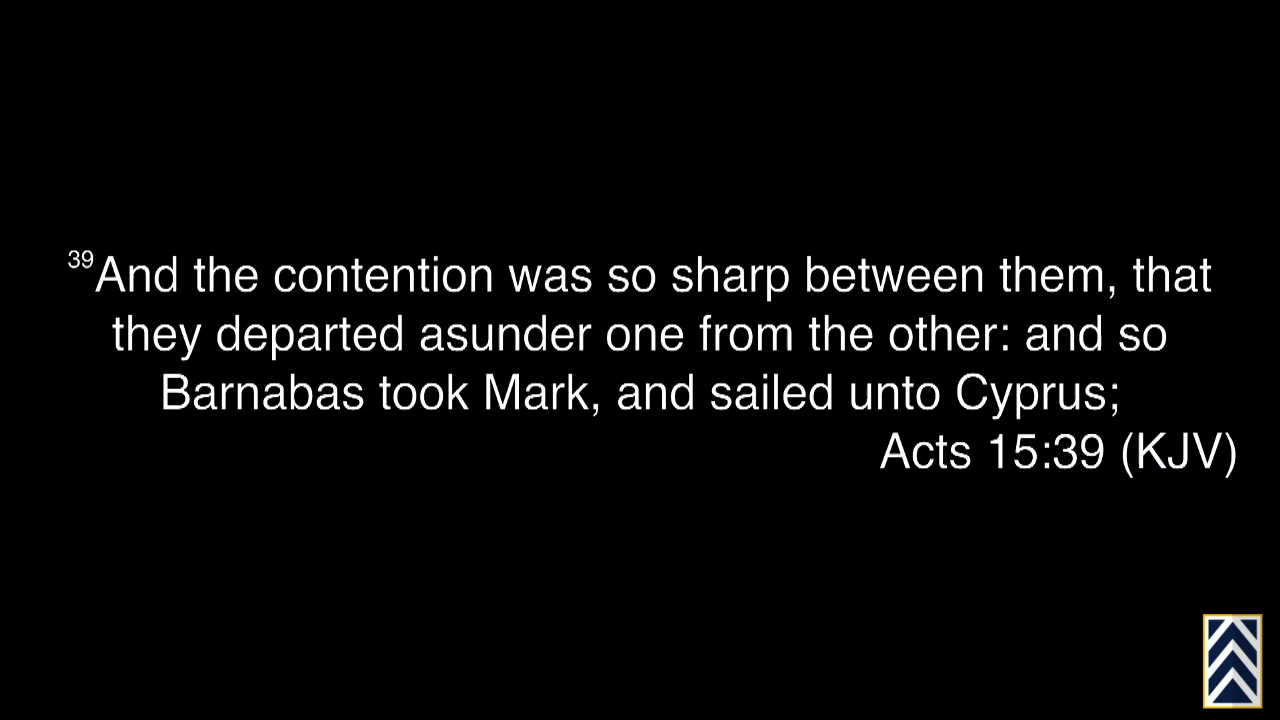 39And the contention was so sharp between them, that
they departed asunder one from the other: and so
Barnabas took Mark, and sailed unto Cyprus;
Acts 15:39 (KJV)